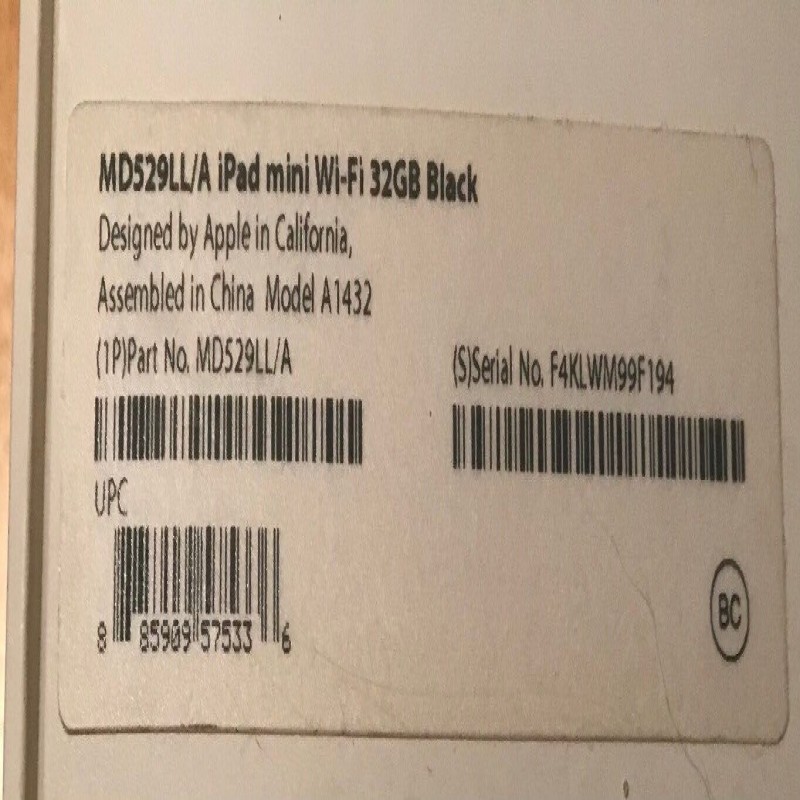 MD529LL/A iPad mini Wi-Fi 32GB Black
Designed by Apple in California,
Assembled in China Model A1432
(1P)Part No. MD529LL/A
(S)Serial No. F4KLWM99F194
UPC
8 85909 57533 6
BC